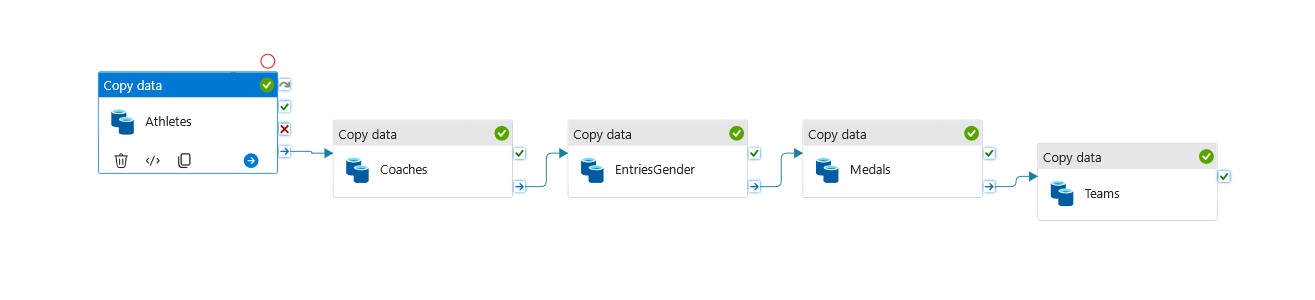 Copy data
Athletes
Copy data
Coaches
Copy data
EntriesGender
Copy data
Medals
Copy data
Teams